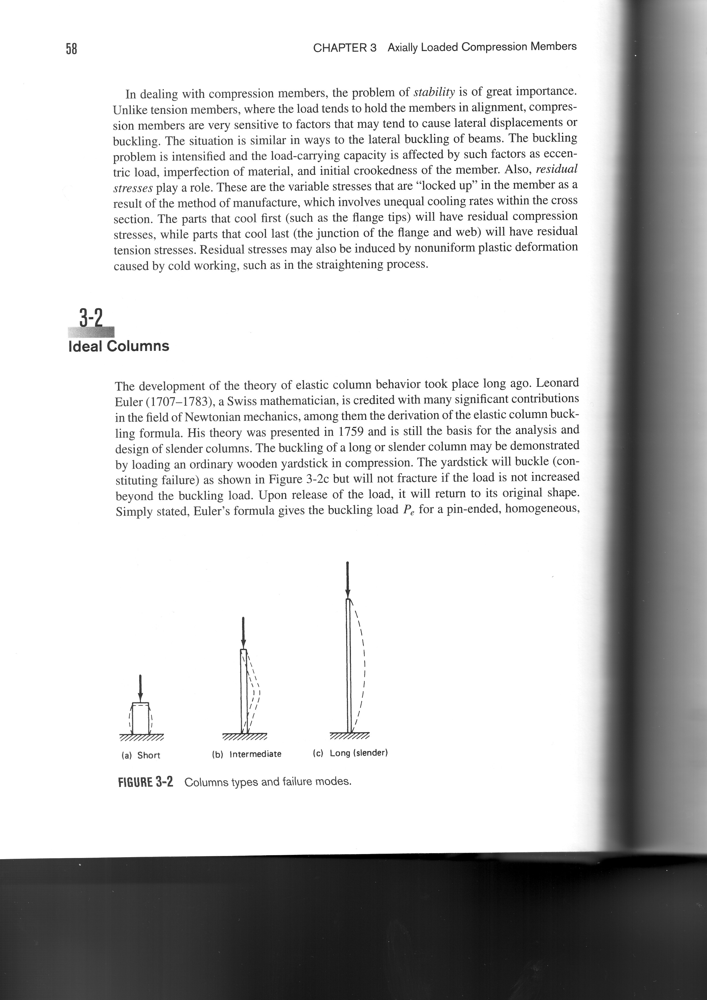 58
CHAPTER 3 Axially Loaded Compression Members
In dealing with compression members, the problem of stability is of great importance.
Unlike tension members, where the load tends to hold the members in alignment, compres-
sion members are very sensitive to factors that may tend to cause lateral displacements or
buckling. The situation is similar in ways to the lateral buckling of beams. The buckling
problem is intensified and the load-carrying capacity is affected by such factors as eccen-
tric load, imperfection of material, and initial crookedness of the member. Also, residual
stresses play a role. These are the variable stresses that are “locked up” in the member as a
result of the method of manufacture, which involves unequal cooling rates within the cross
section. The parts that cool first (such as the flange tips) will have residual compression
stresses, while parts that cool last (the junction of the flange and web) will have residual
tension stresses. Residual stresses may also be induced by nonuniform plastic deformation
caused by cold working, such as in the straightening process.
3-2
Ideal Columns
The development of the theory of elastic column behavior took place long ago. Leonard
Euler (1707–1783), a Swiss mathematician, is credited with many significant contributions
in the field of Newtonian mechanics, among them the derivation of the elastic column buck-
ling formula. His theory was presented in 1759 and is still the basis for the analysis and
design of slender columns. The buckling of a long or slender column may be demonstrated
by loading an ordinary wooden yardstick in compression. The yardstick will buckle (con-
stituting failure) as shown in Figure 3-2c but will not fracture if the load is not increased
beyond the buckling load. Upon release of the load, it will return to its original shape.
Simply stated, Euler’s formula gives the buckling load Pe for a pin-ended, homogeneous,
(a) Short
(b) Intermediate
(c) Long (slender)
FIGURE 3-2 Columns types and failure modes.